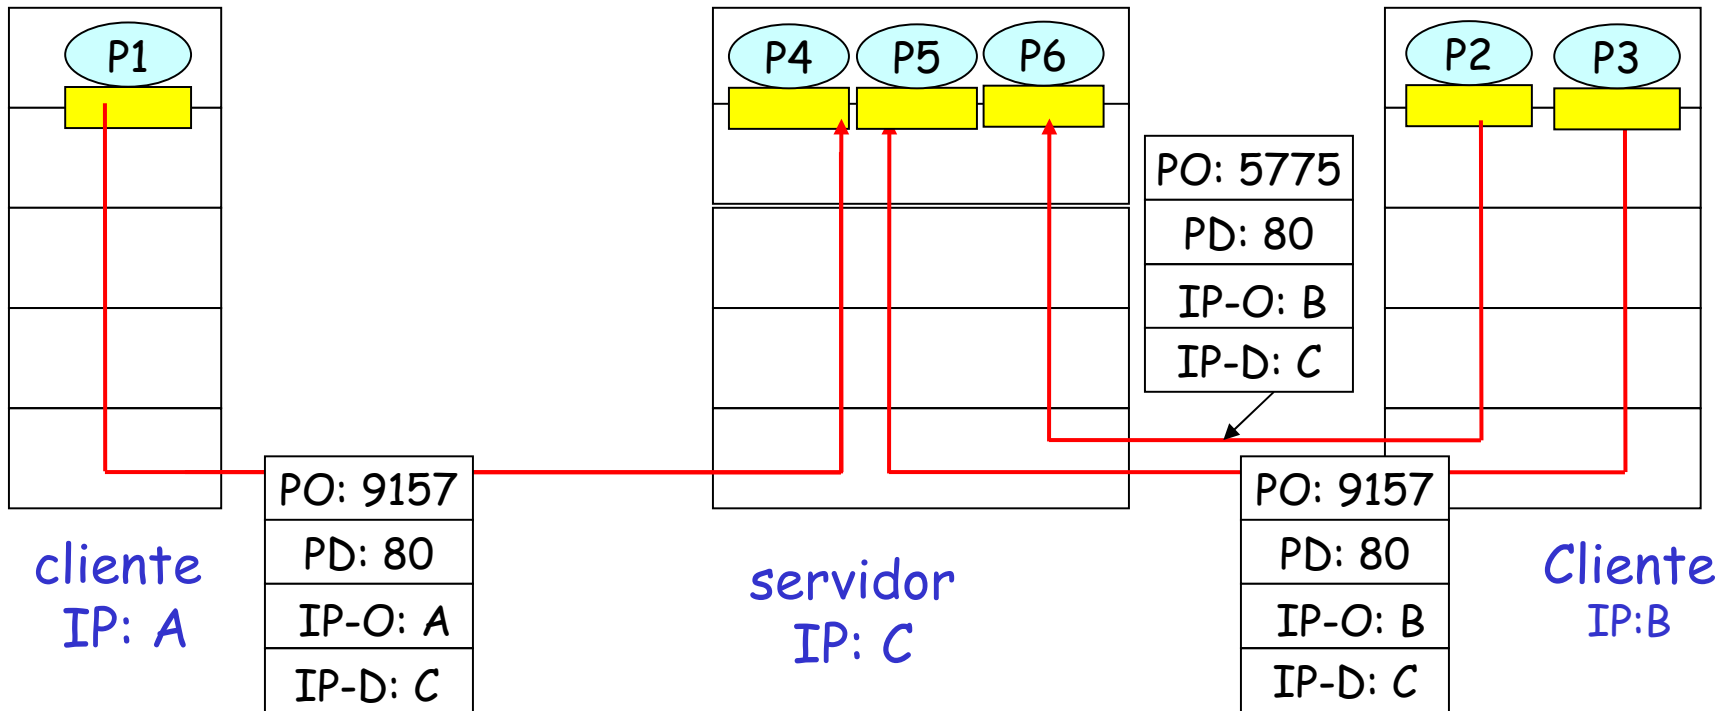 P1
P4
P5
P6
P2
P3
PO: 5775
PD: 80
IP-O: B
IP-D: C
PO: 9157
PD: 80
IP-O: A
IP-D: C
PO: 9157
PD: 80
IP-O: B
IP-D: C
cliente
IP: A
servidor
IP: C
Cliente
IP:B